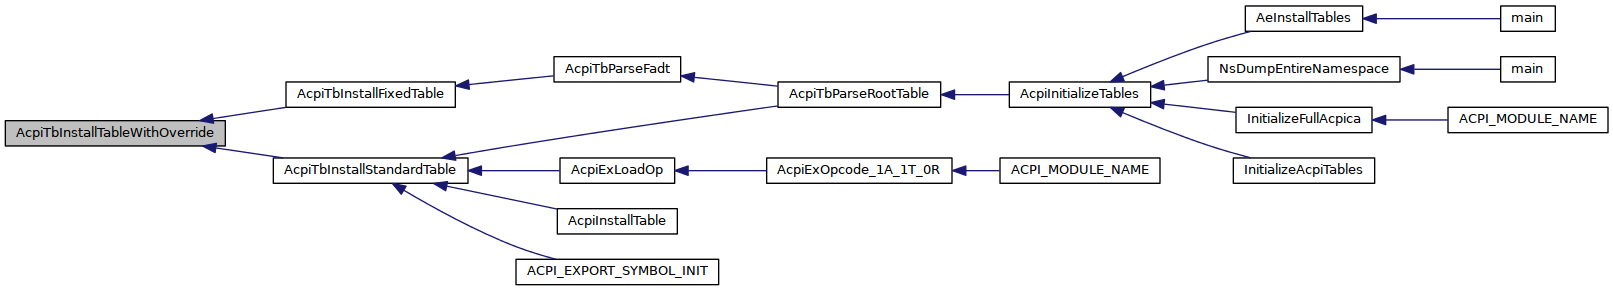 AeInstallTables
main
AcpiTbParseFadt
NsDumpEntireNamespace
main
AcpiTbInstallFixedTable
AcpiTbParseRootTable
AcpiInitializeTables
AcpiTbInstallTableWithOverride
InitializeFullAcpica
ACPI_MODULE_NAME
AcpiTbInstallStandardTable
AcpiExLoadOp
AcpiExOpcode_1A_1T_0R
ACPI_MODULE_NAME
InitializeAcpiTables
AcpiInstallTable
ACPI_EXPORT_SYMBOL_INIT